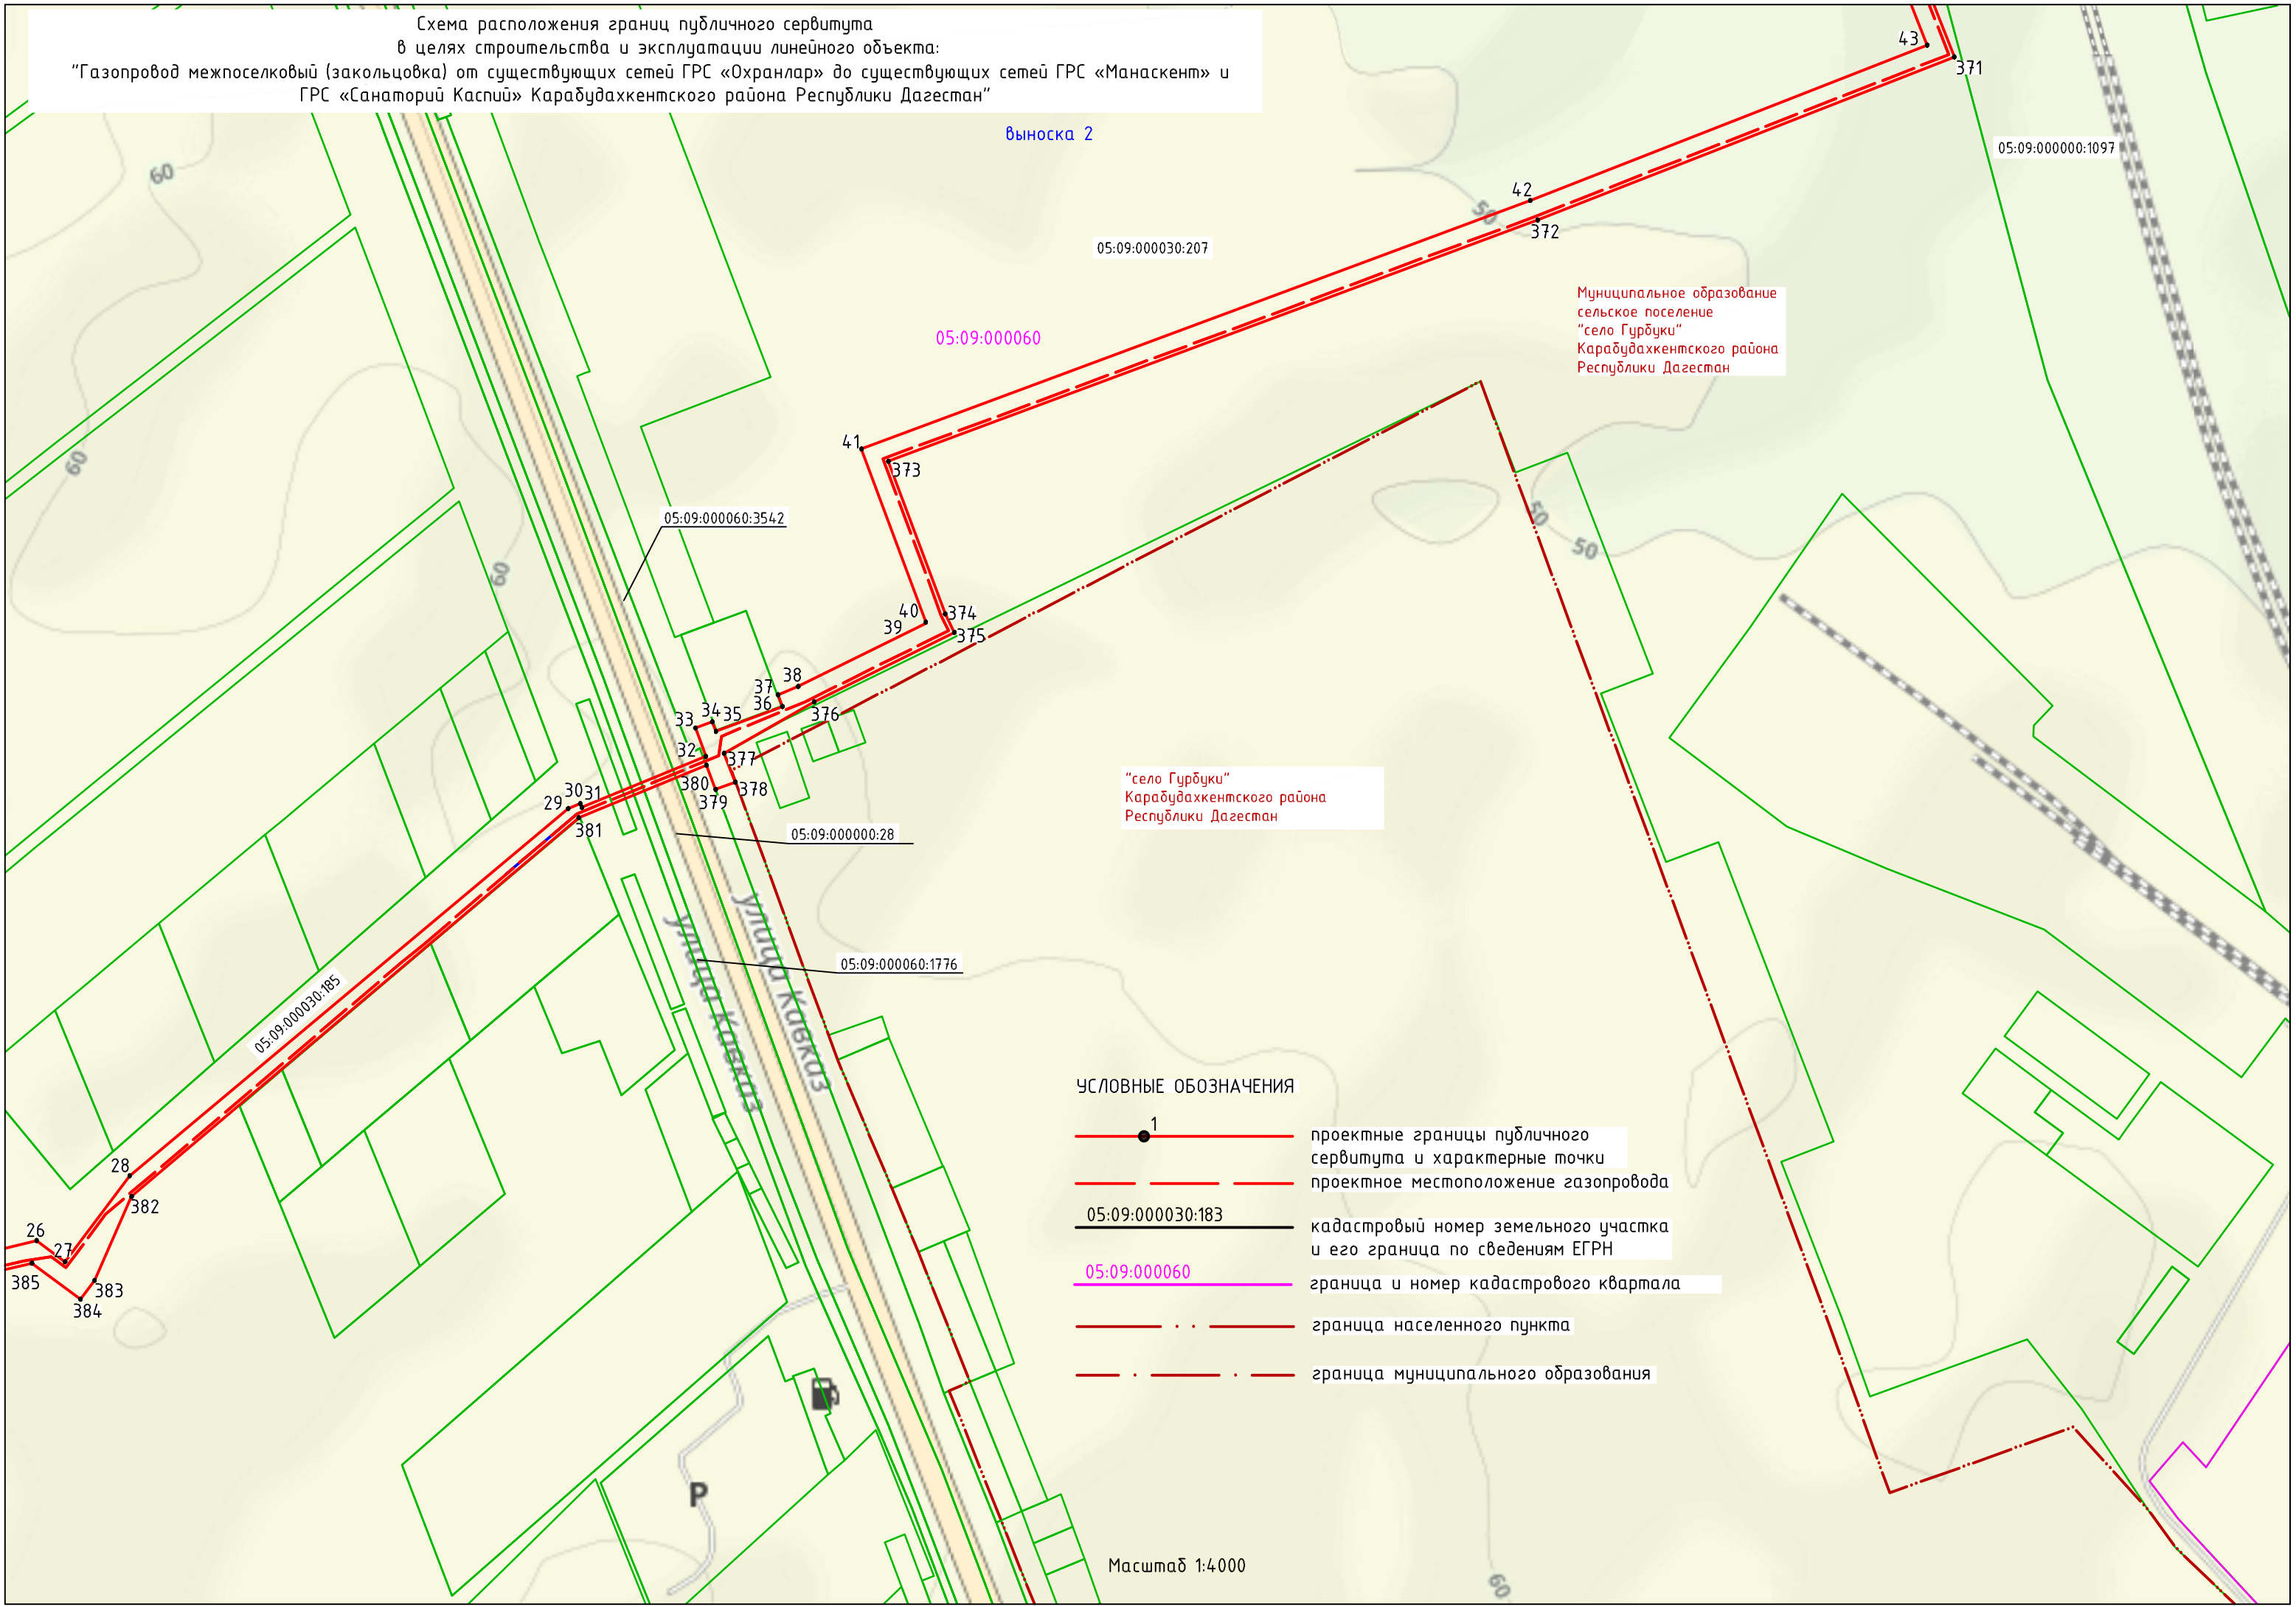 Схема расположения границ публичного сервитута
в целях строительства и эксплуатации линейного объекта:
"Газопровод межпоселковый (закольцовка) от существующих сетей ГРС «Охранлар» до существующих сетей ГРС «Манаскент» и
ГРС «Санаторий Каспий» Карабудахкентского района Республики Дагестан"
выноска 2
43
371
05:09:000000:1097
60
42
50
372
05:09:000030:207
Муниципальное образование
сельское поселение
"село Гурбуки"
Карабудахкентского района
Республики Дагестан
05:09:000060
41
373
60
05:09:000060:3542
50
50
60
40
374
39
375
38
37
36
376
33
34
35
32
377
380
378
379
30
31
29
381
"село Гурбуки"
Карабудахкентского района
Республики Дагестан
05:09:000000:28
улица Кавказ
улица Кавказ
05:09:000060:1776
05:09:000030:185
28
382
26
27
385
383
384
УСЛОВНЫЕ ОБОЗНАЧЕНИЯ
1
проектные границы публичного
сервитута и характерные точки
проектное местоположение газопровода
05:09:000030:183
кадастровый номер земельного участка
и его граница по сведениям ЕГРН
05:09:000060
граница и номер кадастрового квартала
граница населенного пункта
граница муниципального образования
P
Масштаб 1:4000
60